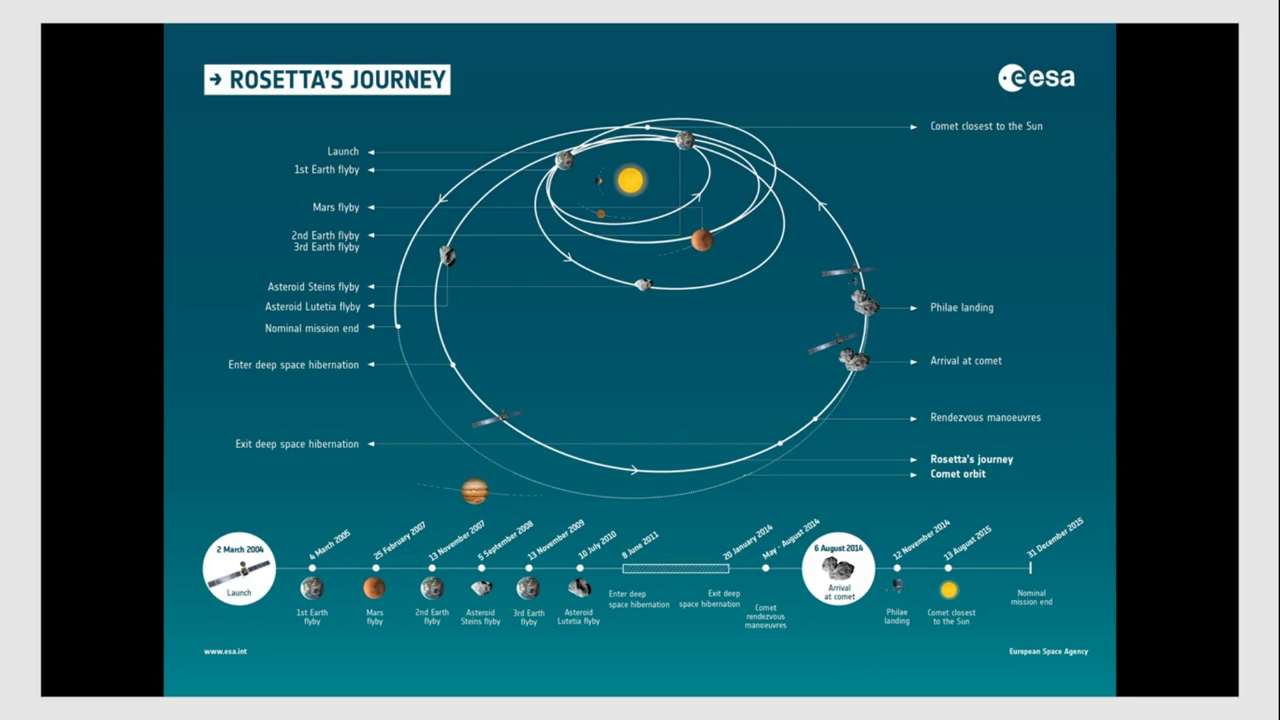 → ROSETTA'S JOURNEY
esa
Comet closest to the Sun
Launch
1st Earth flyby
Mars flyby
2nd Earth flyby
3rd Earth flyby
Asteroid Steins flyby
Asteroid Lutetia flyby
Nominal mission end
Enter deep space hibernation
Exit deep space hibernation
Philae landing
Arrival at comet
Rendezvous manoeuvres
Rosetta's journey
Comet orbit
2 March 2004
Launch
4 March 2005
1st Earth
flyby
25 February 2007
Mars
flyby
13 November 2007
2nd Earth
flyby
5 September 2008
Asteroid
Steins flyby
13 November 2009
3rd Earth
flyby
10 July 2010
Asteroid
Lutetia flyby
8 June 2011
Enter deep
space hibernation
20 January 2014
Exit deep
space hibernation
May - August 2014
Comet
rendezvous
manoeuvres
6 August 2014
Arrival
at comet
12 November 2014
Philae
landing
13 August 2015
Comet closest
to the Sun
31 December 2015
Nominal
mission end
www.esa.int
European Space Agency